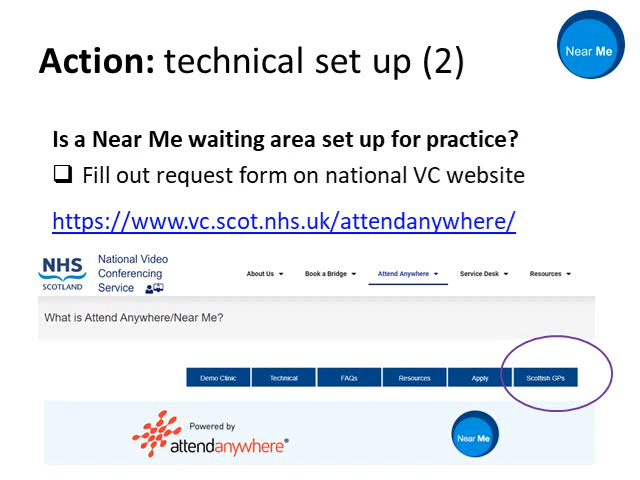 Near Me
Action: technical set up (2)
Is a Near Me waiting area set up for practice?
❑ Fill out request form on national VC website
https://www.vc.scot.nhs.uk/attendanywhere/
NHS
SCOTLAND
National Video
Conferencing
Service
About Us
Book a Bridge
Attend Anywhere
Service Desk
Resources
What is Attend Anywhere/Near Me?
Demo Clinic
Technical
FAQs
Resources
Apply
Scottish GPs
Powered by
attendanywhere®
Near Me